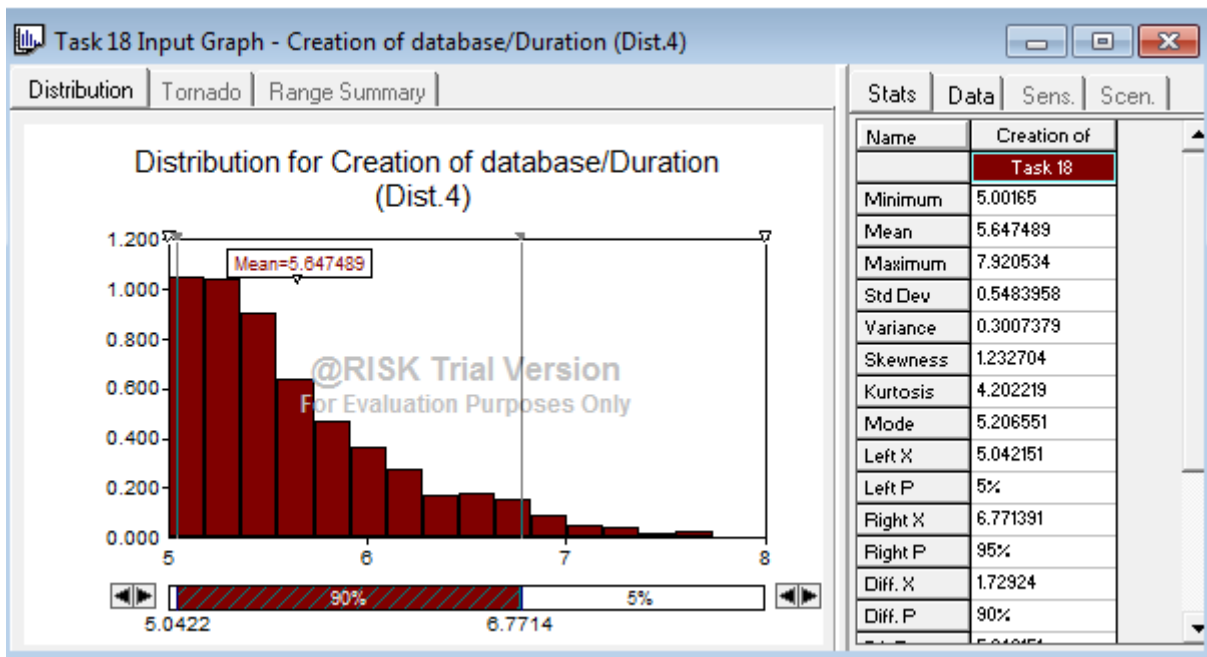 Task 18 Input Graph - Creation of database/Duration (Dist.4)
Distribution Tornado Range Summary
Distribution for Creation of database/Duration
(Dist.4)
1.200
Mean=5.647489
1.000
0.800
@RISK Trial Version
0.600
For Evaluation Purposes Only
0.400
0.200
0.000
5 6 7 8
90% 5%
5.0422 6.7714
Stats Data Sens. Scen.
Name Creation of
Task 18
Minimum 5.00165
Mean 5.647489
Maximum 7.920534
Std Dev 0.5483958
Variance 0.3007379
Skewness 1.232704
Kurtosis 4.202219
Mode 5.206551
Left X 5.042151
Left P 5%
Right X 6.771391
Right P 95%
Diff. X 1.72924
Diff. P 90%